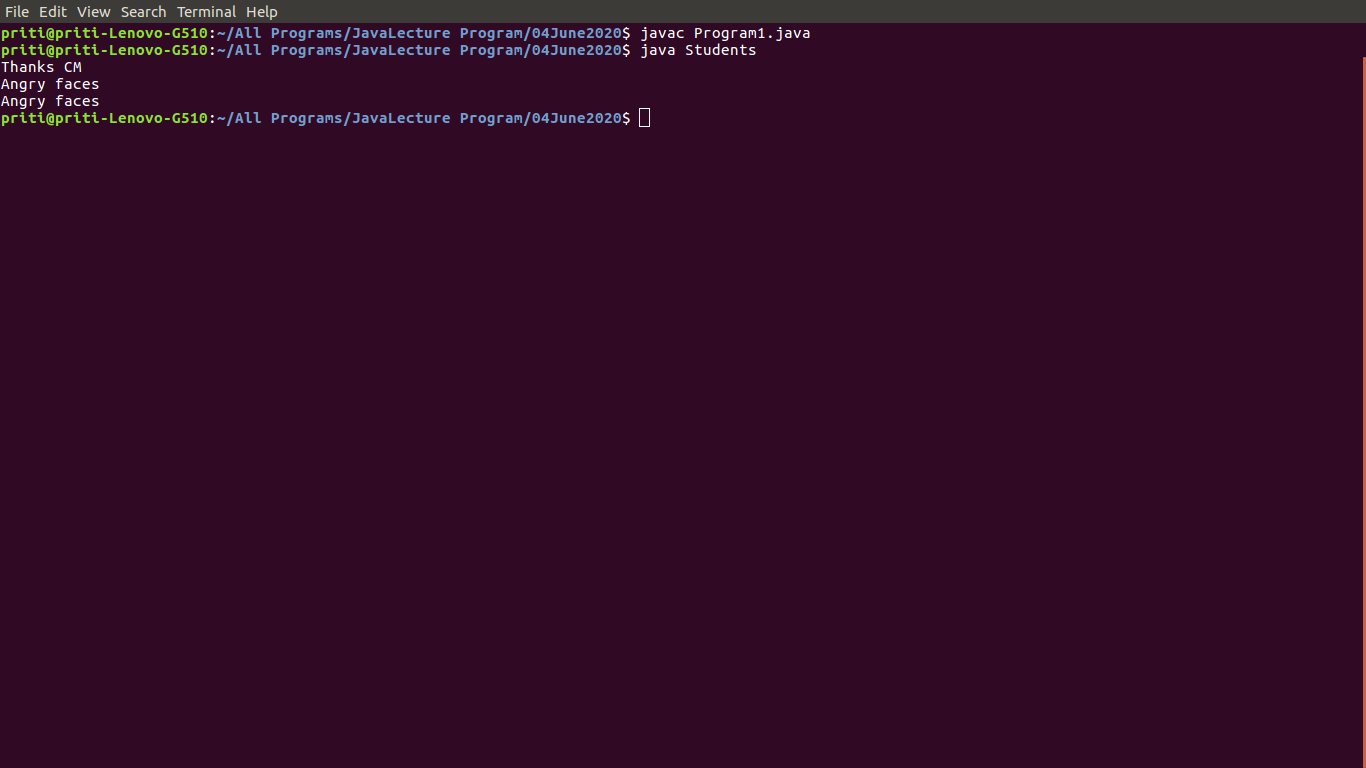 File Edit View Search Terminal Help
priti@priti-Lenovo-G510:~/All Programs/JavaLecture Program/04June2020$ javac Program1.java
priti@priti-Lenovo-G510:~/All Programs/JavaLecture Program/04June2020$ java Students
Thanks CM
Angry faces
Angry faces
priti@priti-Lenovo-G510:~/All Programs/JavaLecture Program/04June2020$